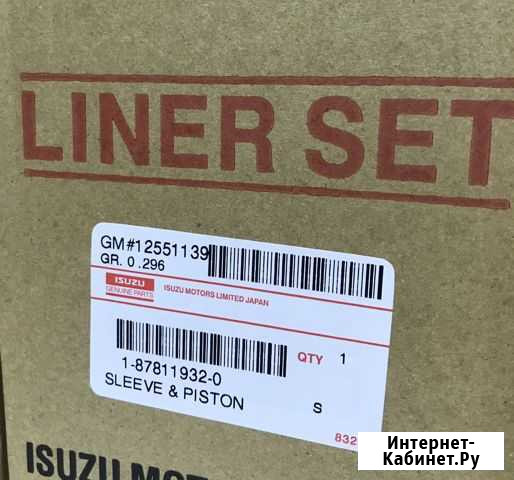 LINER SET
GM#12551139
GR. 0.296
ISUZU
GENUINE PARTS
ISUZU MOTORS LIMITED JAPAN
QTY 1
1-87811932-0
SLEEVE & PISTON S
832
ISUZU
Интернет-
Кабинет.Ру